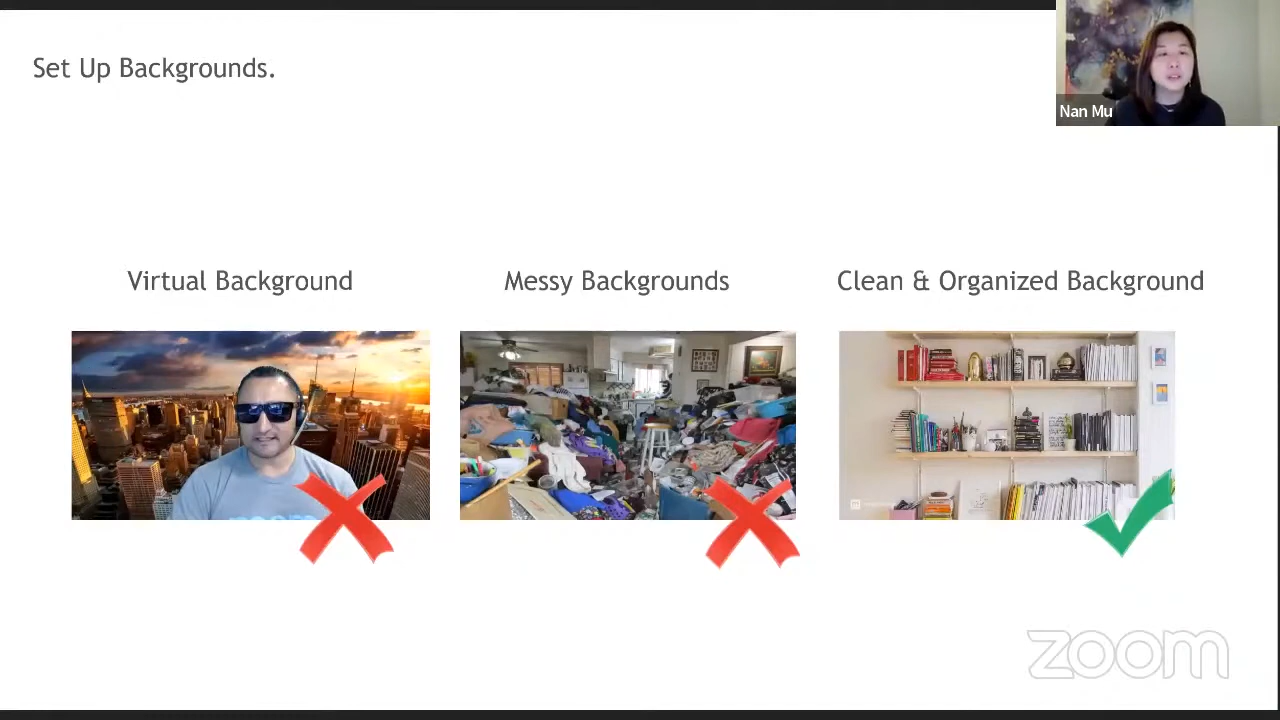 Set Up Backgrounds.
Nan Mu
Virtual Background
Messy Backgrounds
Clean & Organized Background
zoom